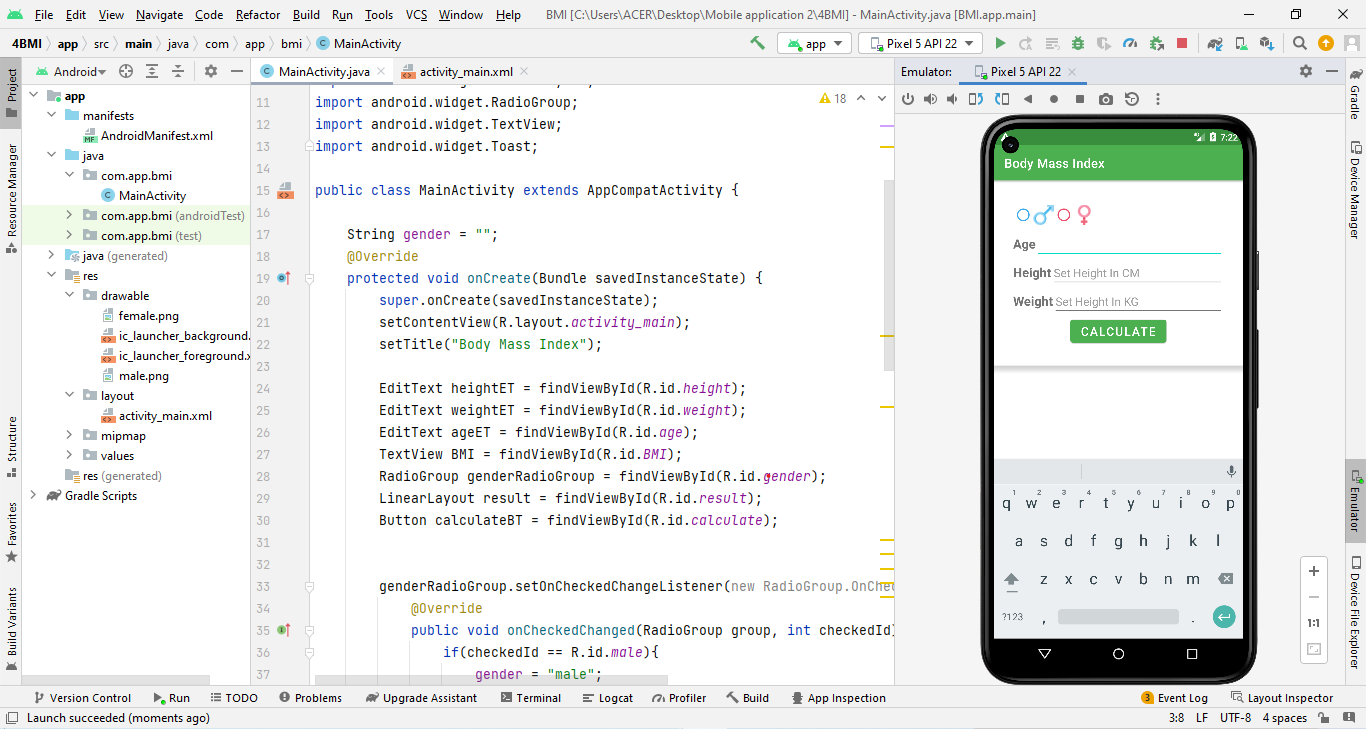 File Edit View Navigate Code Refactor Build Run Tools VCS Window Help BMI [C:\Users\ACER\Desktop\Mobile application 2\4BMI] - MainActivity.java [BMI.app.main]
4BMI app src main java com app bmi MainActivity app Pixel 5 API 22
Project
Resource Manager
Structure
Favorites
Build Variants
Android
app
manifests
AndroidManifest.xml
java
com.app.bmi
MainActivity
com.app.bmi (androidTest)
com.app.bmi (test)
java (generated)
res
drawable
female.png
ic_launcher_background.
ic_launcher_foreground.x
male.png
layout
activity_main.xml
mipmap
values
res (generated)
Gradle Scripts
MainActivity.java activity_main.xml
18
11 import android.widget.RadioGroup;
12 import android.widget.TextView;
13 import android.widget.Toast;
14
15 public class MainActivity extends AppCompatActivity {
16
17 String gender = "";
18 @Override
19 protected void onCreate(Bundle savedInstanceState) {
20 super.onCreate(savedInstanceState);
21 setContentView(R.layout.activity_main);
22 setTitle("Body Mass Index");
23
24 EditText heightET = findViewById(R.id.height);
25 EditText weightET = findViewById(R.id.weight);
26 EditText ageET = findViewById(R.id.age);
27 TextView BMI = findViewById(R.id.BMI);
28 RadioGroup genderRadioGroup = findViewById(R.id.gender);
29 LinearLayout result = findViewById(R.id.result);
30 Button calculateBT = findViewById(R.id.calculate);
31
32
33 genderRadioGroup.setOnCheckedChangeListener(new RadioGroup.OnChec
34 @Override
35 public void onCheckedChanged(RadioGroup group, int checkedId)
36 if(checkedId == R.id.male){
37 gender = "male";
Emulator: Pixel 5 API 22
7:22
Body Mass Index
Age
Height Set Height In CM
Weight Set Height In KG
CALCULATE
1 2 3 4 5 6 7 8 9 0
q w e r t y u i o p
a s d f g h j k l
z x c v b n m
?123 , .
1:1
Gradle
Device Manager
Emulator
Device File Explorer
Version Control Run TODO Problems Upgrade Assistant Terminal Logcat Profiler Build App Inspection 3 Event Log Layout Inspector
Launch succeeded (moments ago) 3:8 LF UTF-8 4 spaces